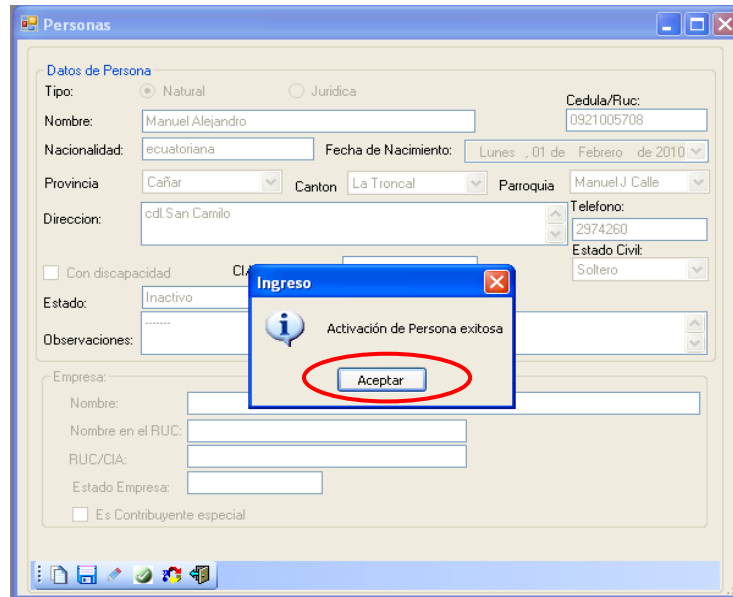 Personas
Datos de Persona
Tipo: Natural Juridica
Cedula/Ruc:
Nombre: Manuel Alejandro 0921005708
Nacionalidad: ecuatoriana Fecha de Nacimiento: Lunes , 01 de Febrero de 2010
Provincia Cañar Canton La Troncal Parroquia Manuel J Calle
Direccion: cdl.San Camilo Telefono:
2974260
Estado Civil:
Con discapacidad Soltero
Ingreso
Estado: Inactivo
Activación de Persona exitosa
Observaciones: -------
Aceptar
Empresa:
Nombre:
Nombre en el RUC:
RUC/CIA:
Estado Empresa:
Es Contribuyente especial